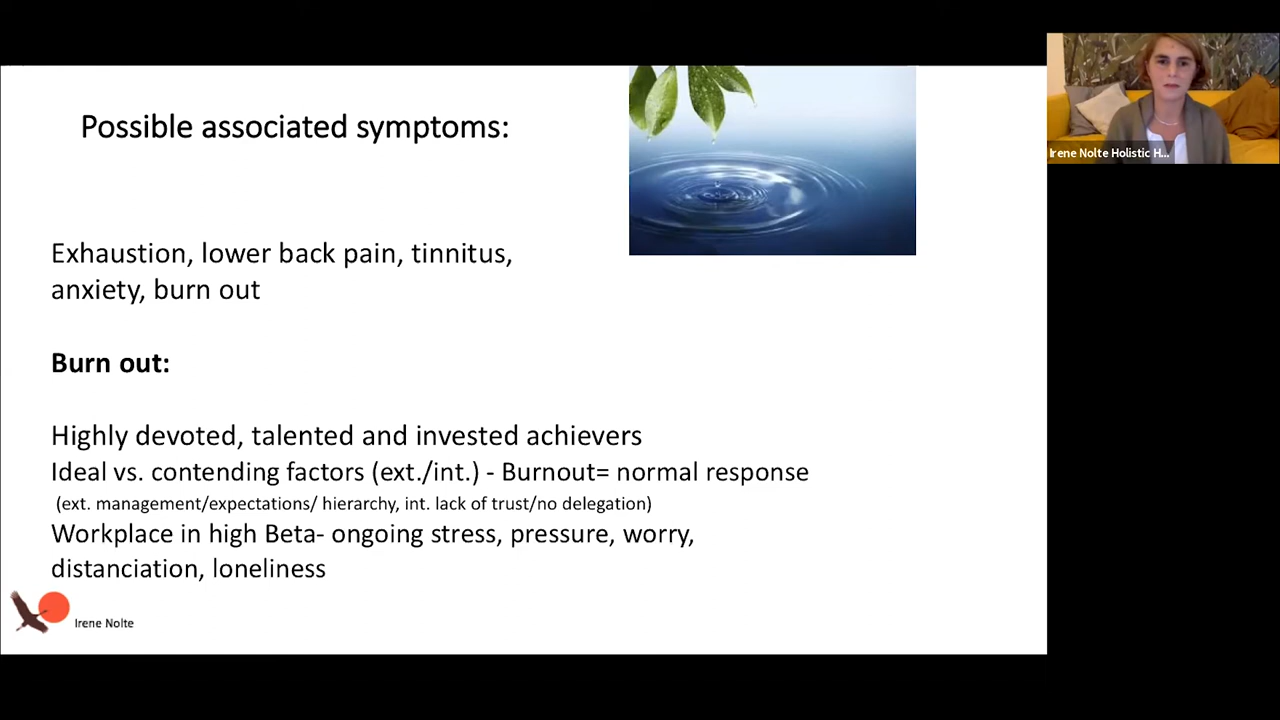 Possible associated symptoms:
Exhaustion, lower back pain, tinnitus,
anxiety, burn out
Burn out:
Highly devoted, talented and invested achievers
Ideal vs. contending factors (ext./int.) - Burnout= normal response
(ext. management/expectations/ hierarchy, int. lack of trust/no delegation)
Workplace in high Beta- ongoing stress, pressure, worry,
distanciation, loneliness
Irene Nolte
Irene Nolte Holistic H...